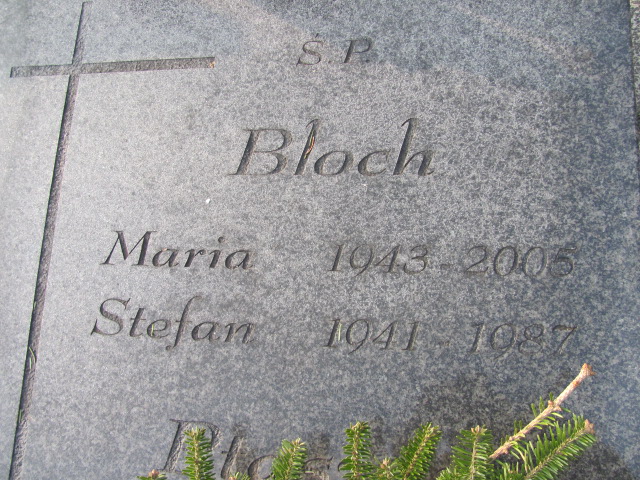 Ś.P.
Bloch
Maria 1943-2005
Stefan 1941-1987